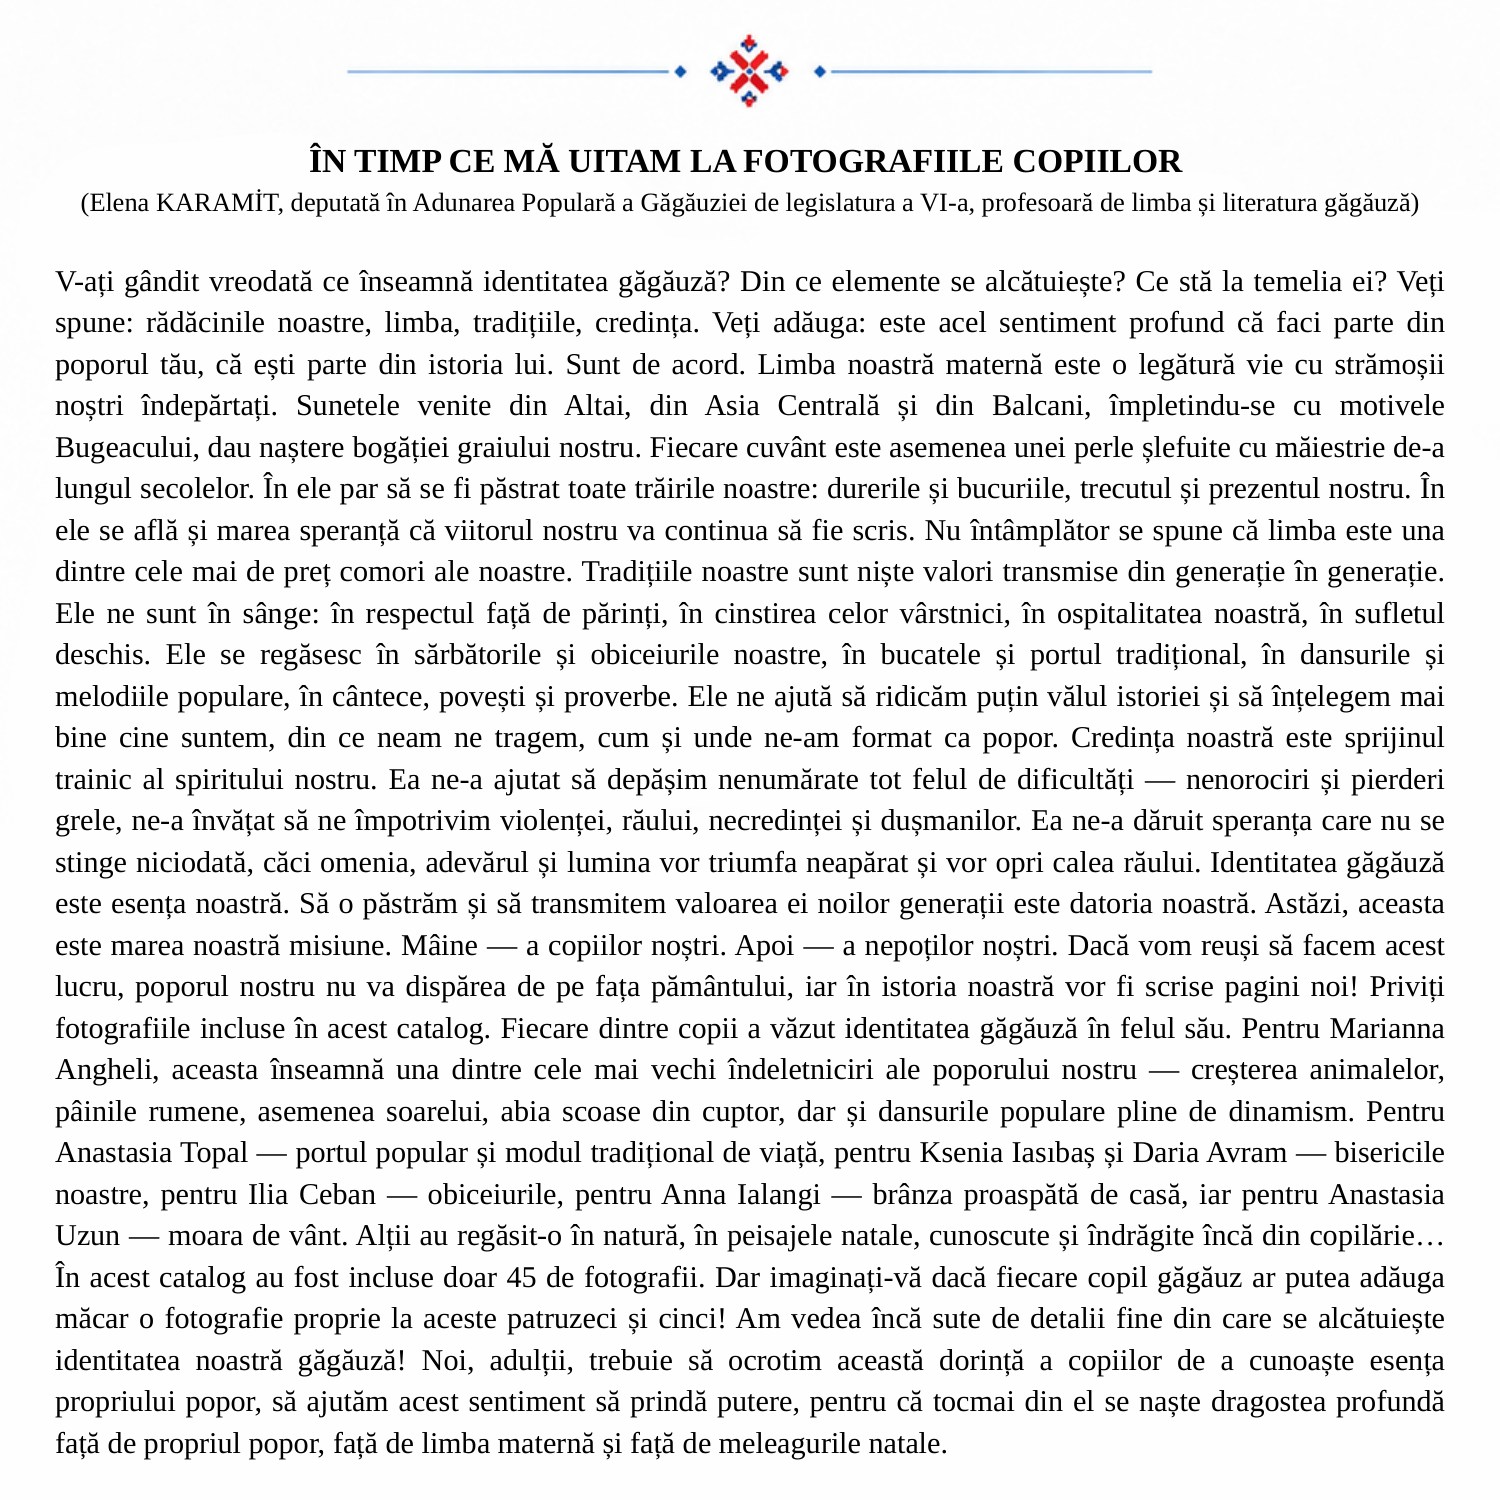 ÎN TIMP CE MĂ UITAM LA FOTOGRAFIILE COPIILOR
(Elena KARAMİT, deputată în Adunarea Populară a Găgăuziei de legislatura a VI-a, profesoară de limba și literatura găgăuză)
V-ați gândit vreodată ce înseamnă identitatea găgăuză? Din ce elemente se alcătuiește? Ce stă la temelia ei? Veți
spune: rădăcinile noastre, limba, tradițiile, credința. Veți adăuga: este acel sentiment profund că faci parte din
poporul tău, că ești parte din istoria lui. Sunt de acord. Limba noastră maternă este o legătură vie cu strămoșii
noștri îndepărtați. Sunetele venite din Altai, din Asia Centrală și din Balcani, împletindu-se cu motivele
Bugeacului, dau naștere bogăției graiului nostru. Fiecare cuvânt este asemenea unei perle șlefuite cu măiestrie de-a
lungul secolelor. În ele par să se fi păstrat toate trăirile noastre: durerile și bucuriile, trecutul și prezentul nostru. În
ele se află și marea speranță că viitorul nostru va continua să fie scris. Nu întâmplător se spune că limba este una
dintre cele mai de preț comori ale noastre. Tradițiile noastre sunt niște valori transmise din generație în generație.
Ele ne sunt în sânge: în respectul față de părinți, în cinstirea celor vârstnici, în ospitalitatea noastră, în sufletul
deschis. Ele se regăsesc în sărbătorile și obiceiurile noastre, în bucatele și portul tradițional, în dansurile și
melodiile populare, în cântece, povești și proverbe. Ele ne ajută să ridicăm puțin vălul istoriei și să înțelegem mai
bine cine suntem, din ce neam ne tragem, cum și unde ne-am format ca popor. Credința noastră este sprijinul
trainic al spiritului nostru. Ea ne-a ajutat să depășim nenumărate tot felul de dificultăți — nenorociri și pierderi
grele, ne-a învățat să ne împotrivim violenței, răului, necredinței și dușmanilor. Ea ne-a dăruit speranța care nu se
stinge niciodată, căci omenia, adevărul și lumina vor triumfa neapărat și vor opri calea răului. Identitatea găgăuză
este esența noastră. Să o păstrăm și să transmitem valoarea ei noilor generații este datoria noastră. Astăzi, aceasta
este marea noastră misiune. Mâine — a copiilor noștri. Apoi — a nepoților noștri. Dacă vom reuși să facem acest
lucru, poporul nostru nu va dispărea de pe fața pământului, iar în istoria noastră vor fi scrise pagini noi! Priviți
fotografiile incluse în acest catalog. Fiecare dintre copii a văzut identitatea găgăuză în felul său. Pentru Marianna
Angheli, aceasta înseamnă una dintre cele mai vechi îndeletniciri ale poporului nostru — creșterea animalelor,
pâinile rumene, asemenea soarelui, abia scoase din cuptor, dar și dansurile populare pline de dinamism. Pentru
Anastasia Topal — portul popular și modul tradițional de viață, pentru Ksenia Iasıbaș și Daria Avram — bisericile
noastre, pentru Ilia Ceban — obiceiurile, pentru Anna Ialangi — brânza proaspătă de casă, iar pentru Anastasia
Uzun — moara de vânt. Alții au regăsit-o în natură, în peisajele natale, cunoscute și îndrăgite încă din copilărie…
În acest catalog au fost incluse doar 45 de fotografii. Dar imaginați-vă dacă fiecare copil găgăuz ar putea adăuga
măcar o fotografie proprie la aceste patruzeci și cinci! Am vedea încă sute de detalii fine din care se alcătuiește
identitatea noastră găgăuză! Noi, adulții, trebuie să ocrotim această dorință a copiilor de a cunoaște esența
propriului popor, să ajutăm acest sentiment să prindă putere, pentru că tocmai din el se naște dragostea profundă
față de propriul popor, față de limba maternă și față de meleagurile natale.